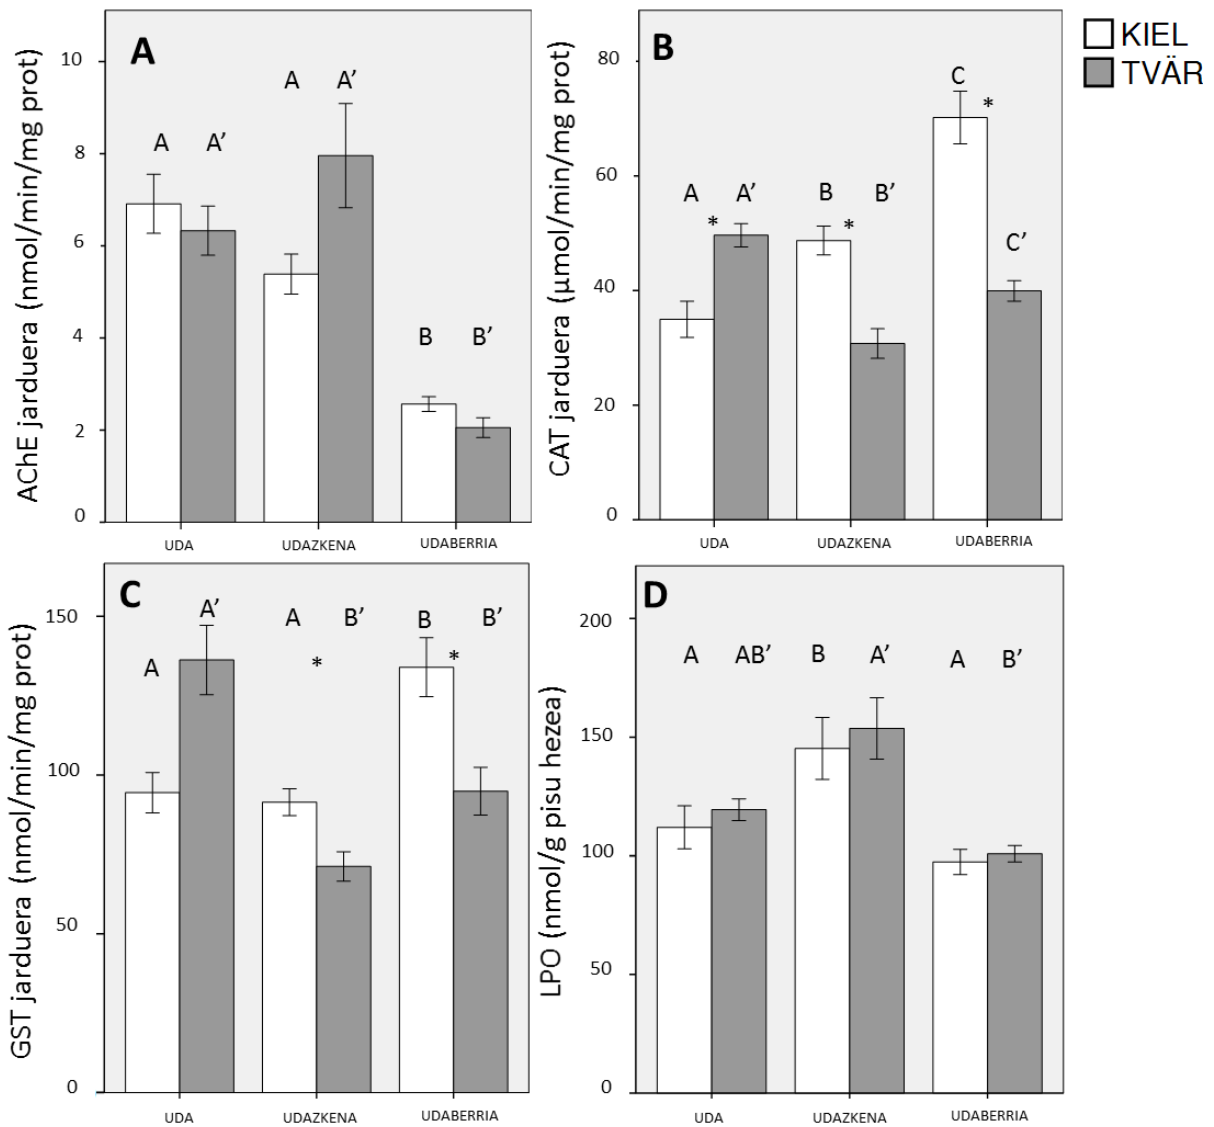 KIEL
TVÄR
A
AChE jarduera (nmol/min/mg prot)
10
8
6
4
2
0
A A’ A A’ B B’
UDA UDAZKENA UDABERRIA
B
CAT jarduera (µmol/min/mg prot)
80
60
40
20
0
A * A’ B * B’ C * C’
UDA UDAZKENA UDABERRIA
C
GST jarduera (nmol/min/mg prot)
150
100
50
0
A A’ A * B’ B * B’
UDA UDAZKENA UDABERRIA
D
LPO (nmol/g pisu hezea)
200
150
100
50
0
A AB’ B A’ A B’
UDA UDAZKENA UDABERRIA